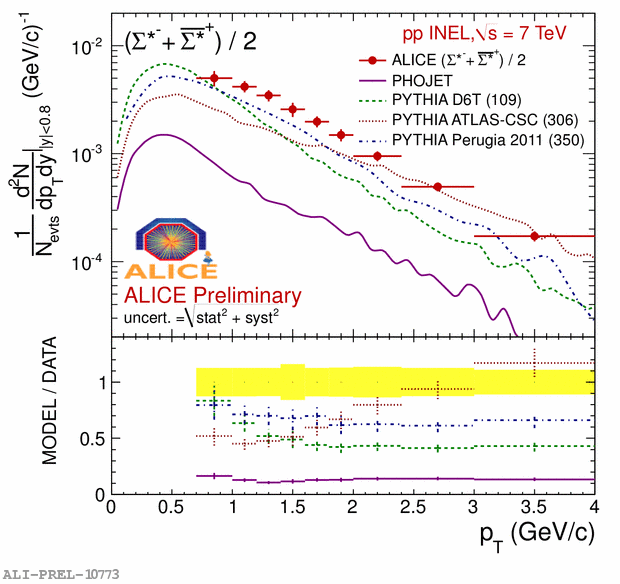 (Σ*⁻ + Σ̅*̅⁺) / 2
pp INEL,√s = 7 TeV
ALICE (Σ*⁻ + Σ̅*̅⁺) / 2
PHOJET
PYTHIA D6T (109)
PYTHIA ATLAS-CSC (306)
PYTHIA Perugia 2011 (350)
1/N_evts d²N/dp_T dy | |y|<0.8 (GeV/c)⁻¹
10⁻²
10⁻³
10⁻⁴
ALICE
ALICE Preliminary
uncert. =√stat² + syst²
MODEL / DATA
1
0.5
0
0 0.5 1 1.5 2 2.5 3 3.5 4
p_T (GeV/c)
ALI-PREL-10773